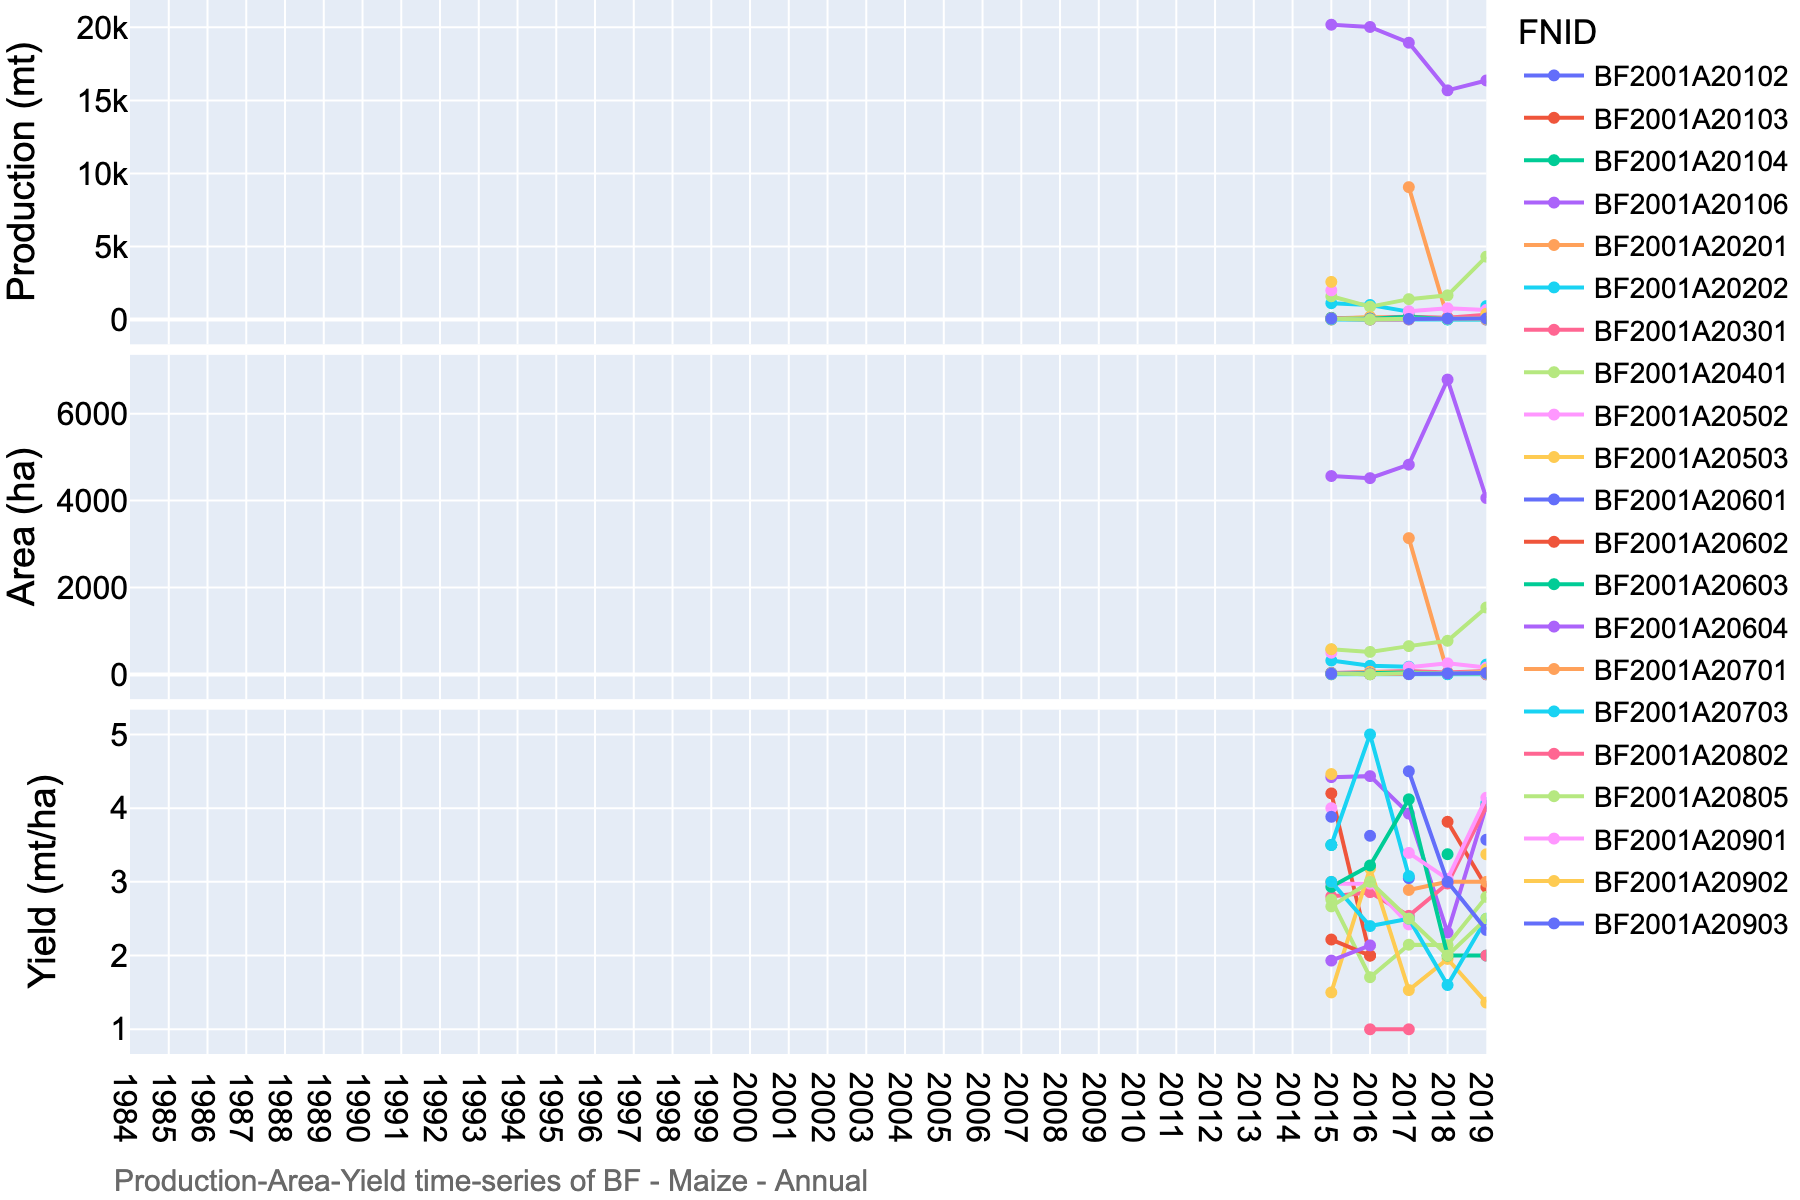 Production (mt)
20k
15k
10k
5k
0
Area (ha)
6000
4000
2000
0
Yield (mt/ha)
5
4
3
2
1
1984
1985
1986
1987
1988
1989
1990
1991
1992
1993
1994
1995
1996
1997
1998
1999
2000
2001
2002
2003
2004
2005
2006
2007
2008
2009
2010
2011
2012
2013
2014
2015
2016
2017
2018
2019
Production-Area-Yield time-series of BF - Maize - Annual
FNID
BF2001A20102
BF2001A20103
BF2001A20104
BF2001A20106
BF2001A20201
BF2001A20202
BF2001A20301
BF2001A20401
BF2001A20502
BF2001A20503
BF2001A20601
BF2001A20602
BF2001A20603
BF2001A20604
BF2001A20701
BF2001A20703
BF2001A20802
BF2001A20805
BF2001A20901
BF2001A20902
BF2001A20903